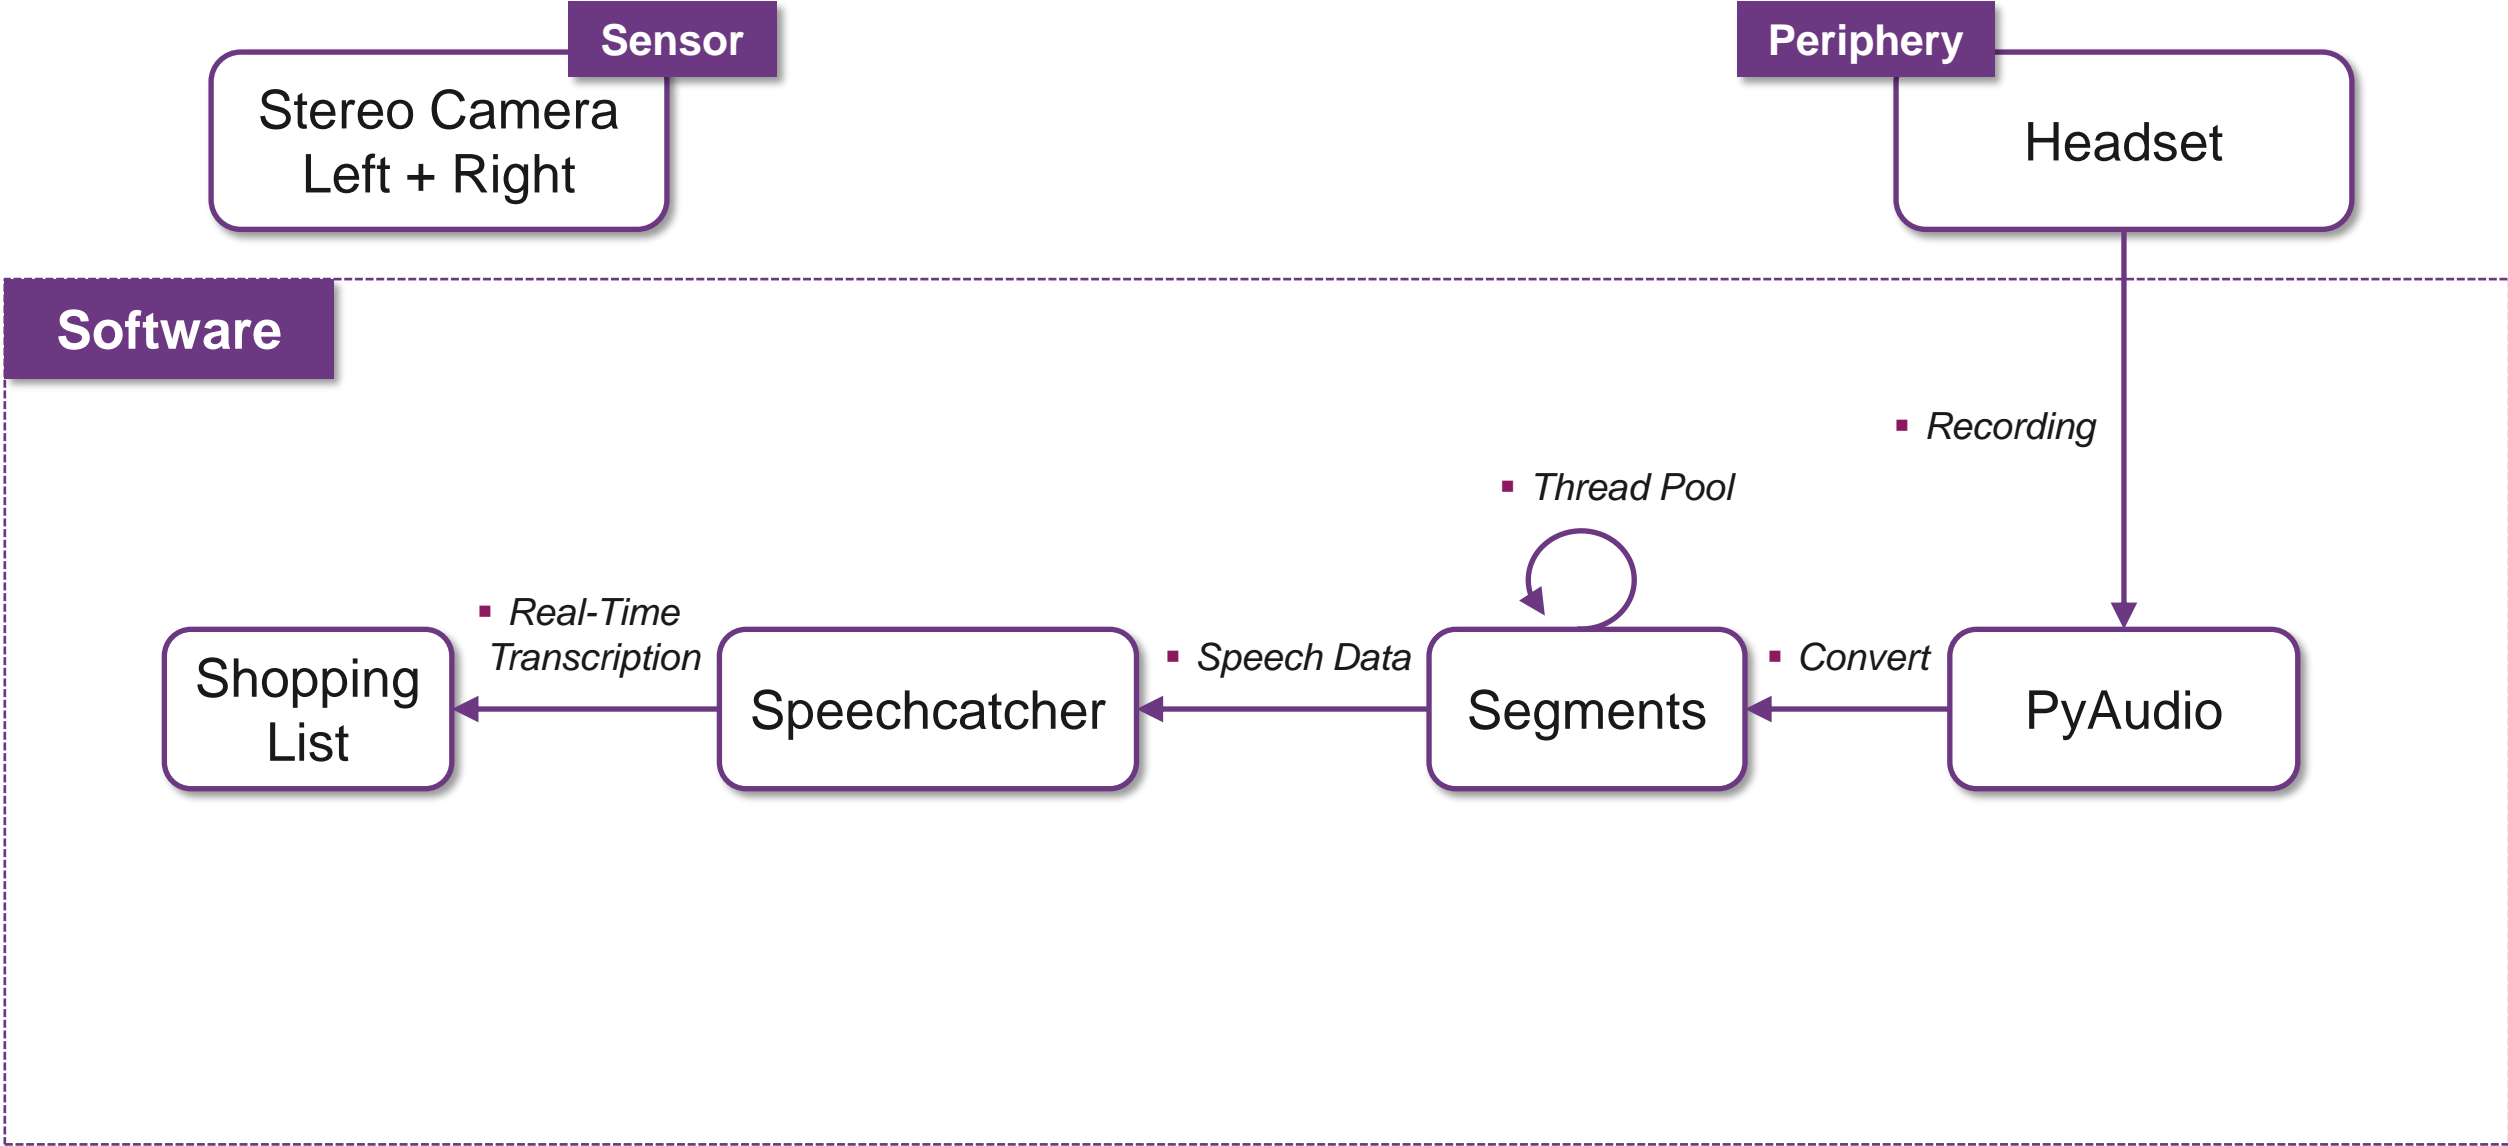 Sensor
Periphery
Stereo Camera
Left + Right
Headset
Software
Recording
Thread Pool
Real-Time
Transcription
Speech Data
Convert
Shopping
List
Speechcatcher
Segments
PyAudio